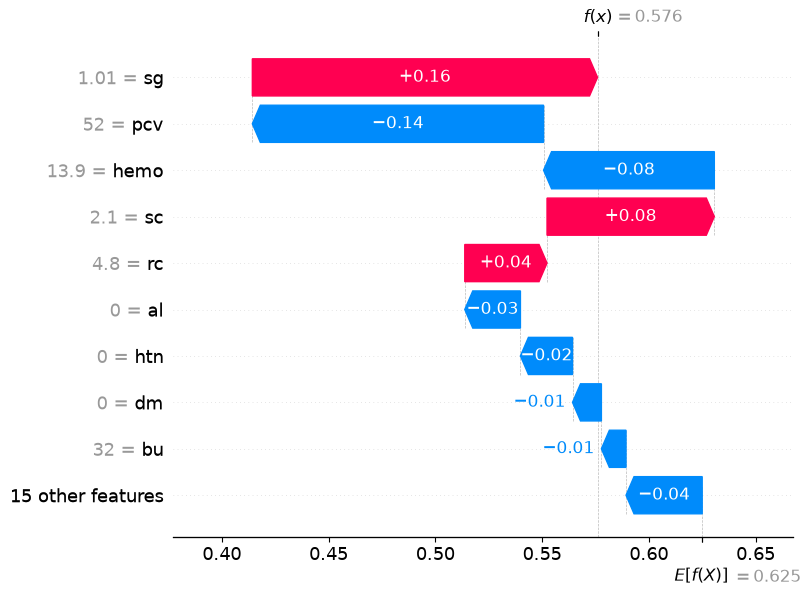 f(x) = 0.576
1.01 = sg
+0.16
52 = pcv
−0.14
13.9 = hemo
−0.08
2.1 = sc
+0.08
4.8 = rc
+0.04
0 = al
−0.03
0 = htn
−0.02
0 = dm
−0.01
32 = bu
−0.01
15 other features
−0.04
0.40 0.45 0.50 0.55 0.60 0.65
E[f(X)] = 0.625